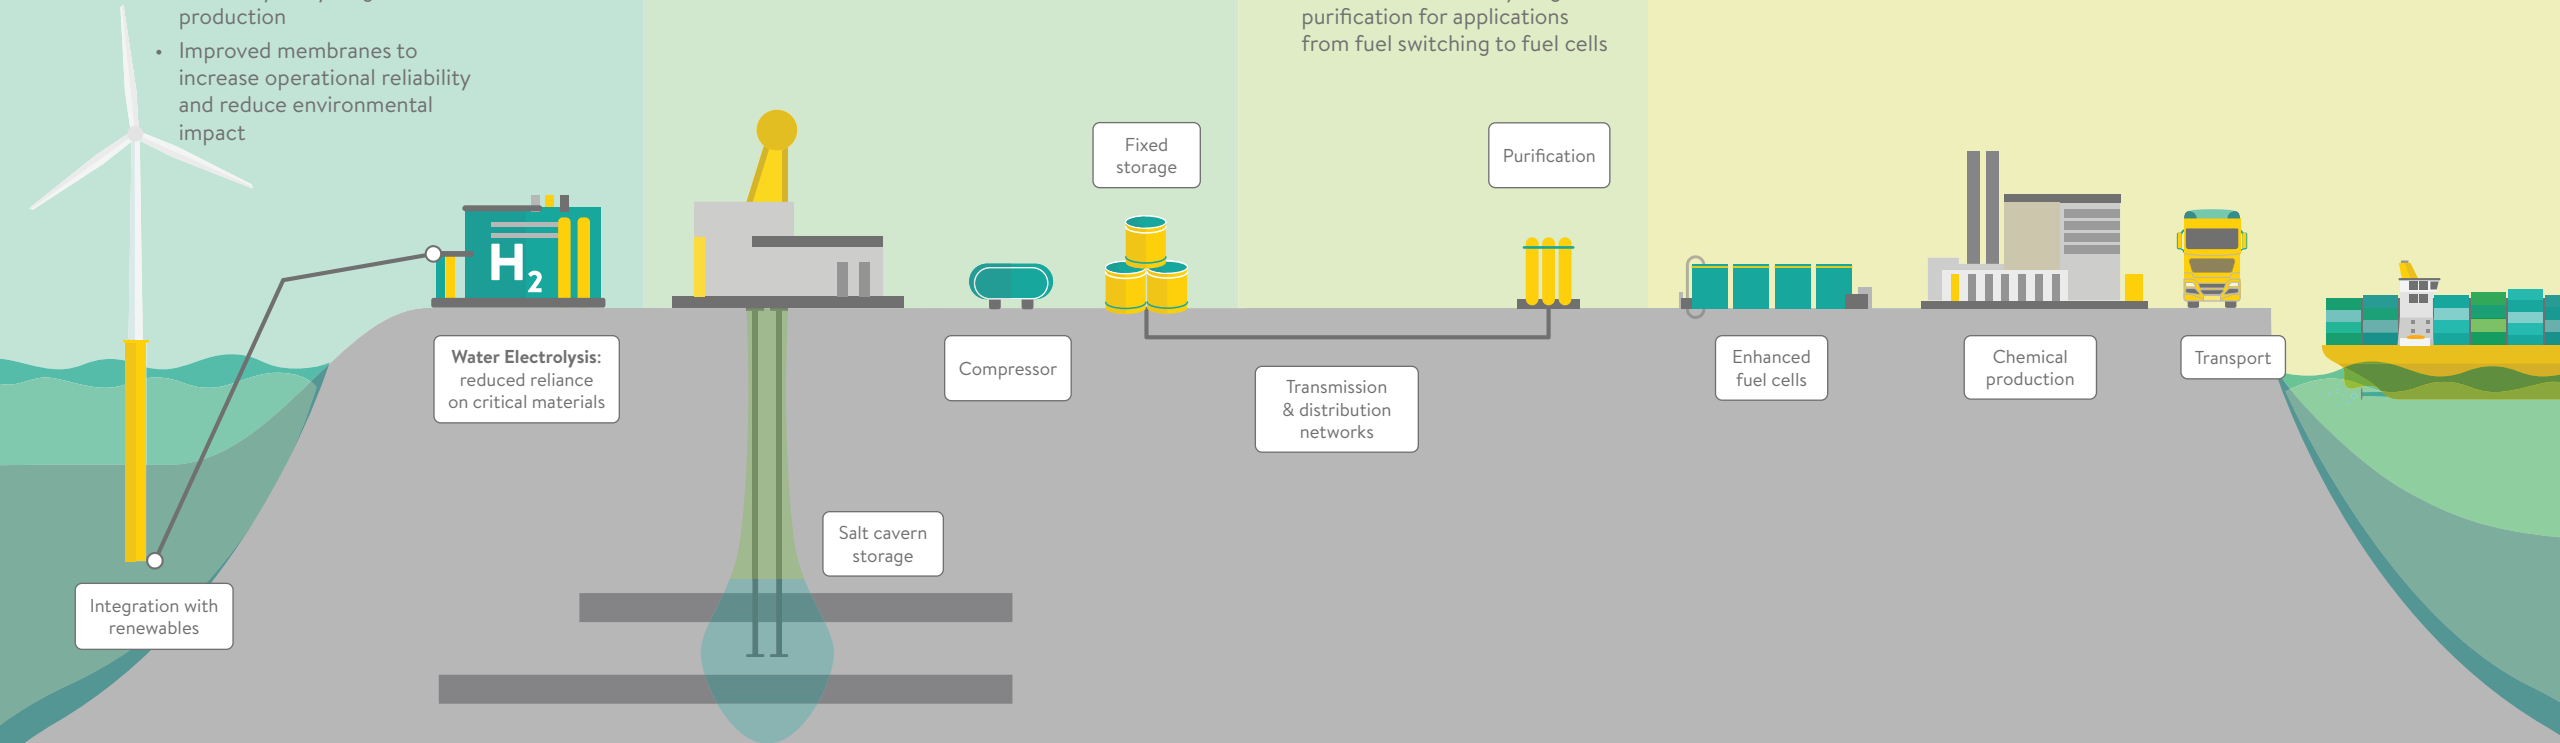 production
• Improved membranes to
increase operational reliability
and reduce environmental
impact
purification for applications
from fuel switching to fuel cells
Fixed
storage
Purification
H2
Water Electrolysis:
reduced reliance
on critical materials
Compressor
Transmission
& distribution
networks
Enhanced
fuel cells
Chemical
production
Transport
Salt cavern
storage
Integration with
renewables